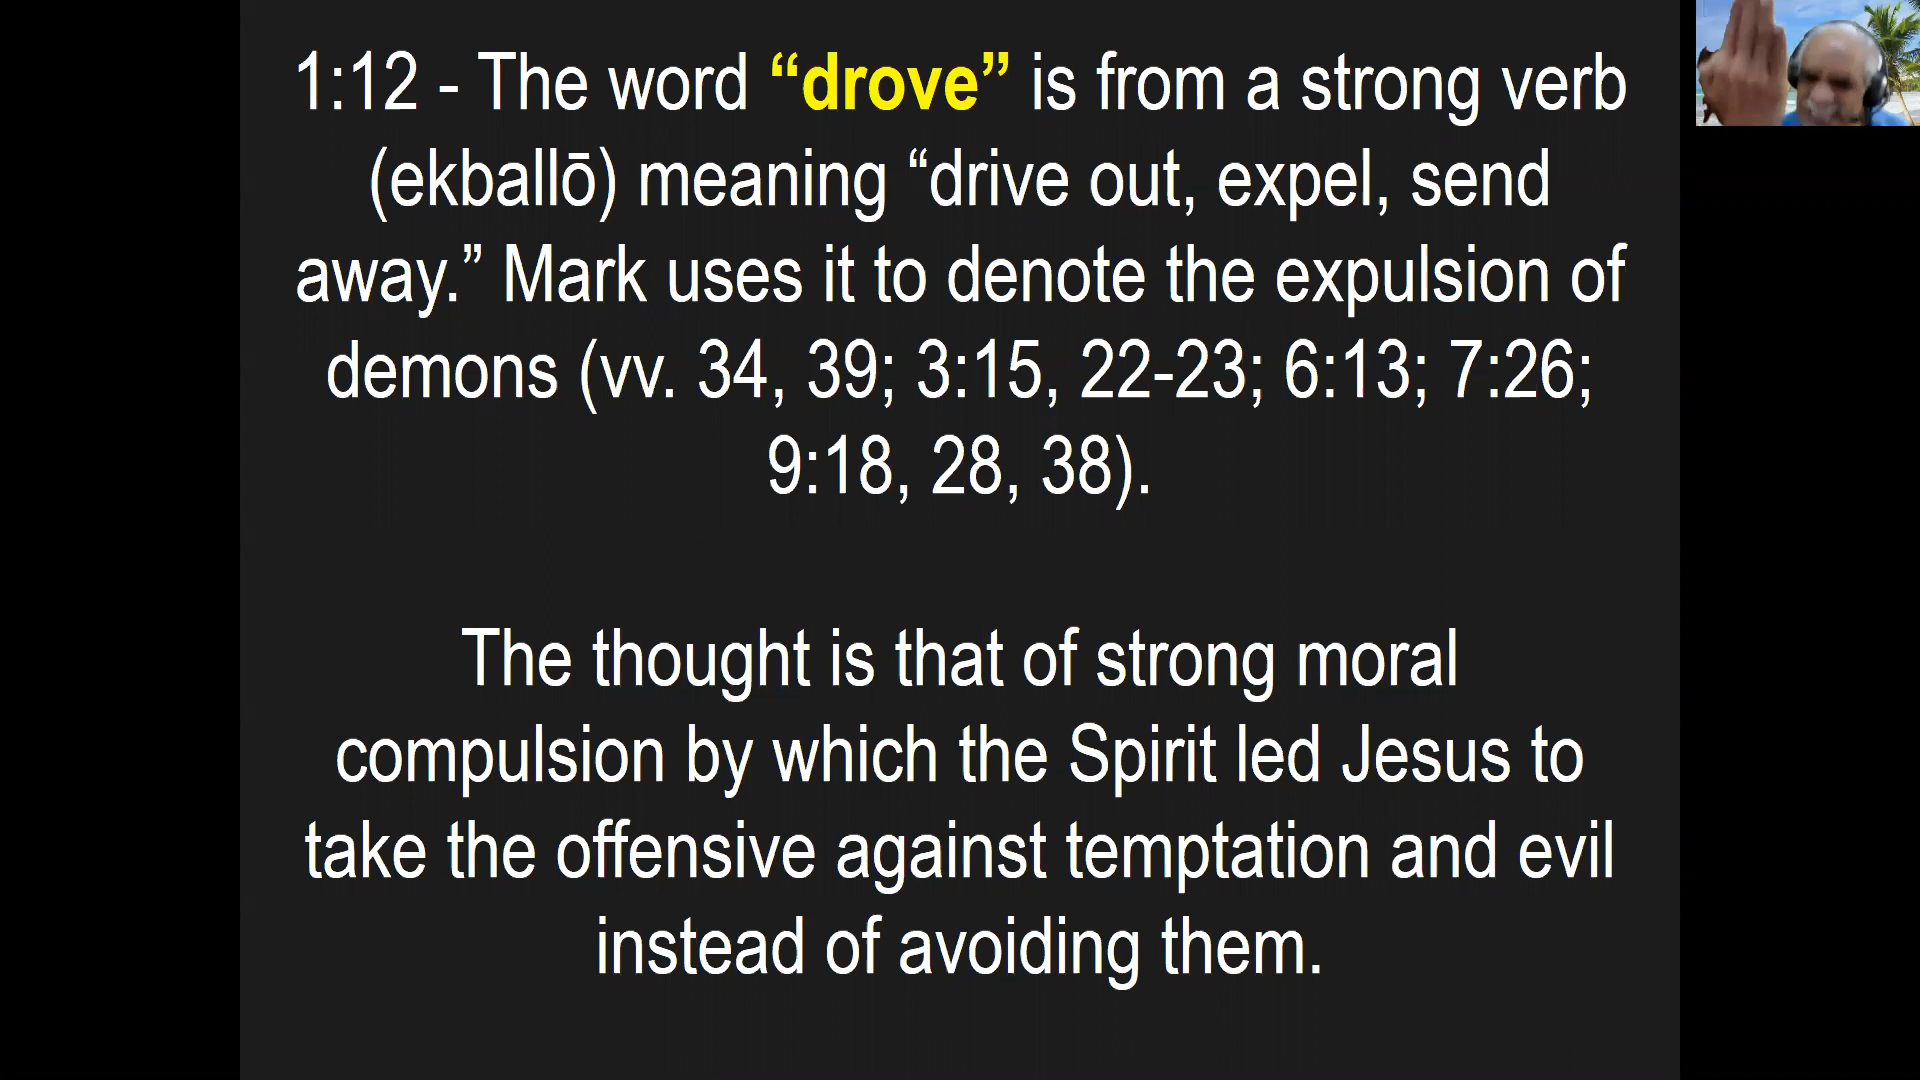 1:12 - The word “drove” is from a strong verb
(ekballō) meaning “drive out, expel, send
away.” Mark uses it to denote the expulsion of
demons (vv. 34, 39; 3:15, 22-23; 6:13; 7:26;
9:18, 28, 38).
The thought is that of strong moral
compulsion by which the Spirit led Jesus to
take the offensive against temptation and evil
instead of avoiding them.